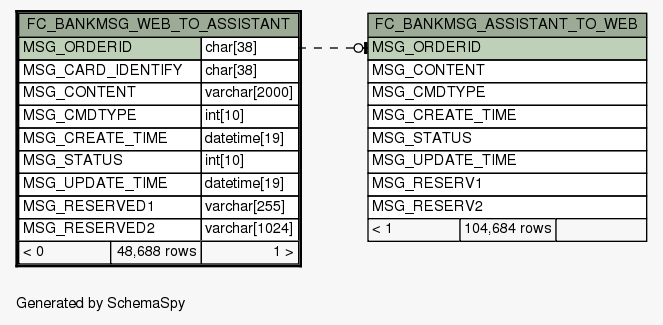 FC_BANKMSG_WEB_TO_ASSISTANT
MSG_ORDERID char[38]
MSG_CARD_IDENTIFY char[38]
MSG_CONTENT varchar[2000]
MSG_CMDTYPE int[10]
MSG_CREATE_TIME datetime[19]
MSG_STATUS int[10]
MSG_UPDATE_TIME datetime[19]
MSG_RESERVED1 varchar[255]
MSG_RESERVED2 varchar[1024]
< 0 48,688 rows 1 >
FC_BANKMSG_ASSISTANT_TO_WEB
MSG_ORDERID
MSG_CONTENT
MSG_CMDTYPE
MSG_CREATE_TIME
MSG_STATUS
MSG_UPDATE_TIME
MSG_RESERV1
MSG_RESERV2
< 1 104,684 rows
Generated by SchemaSpy